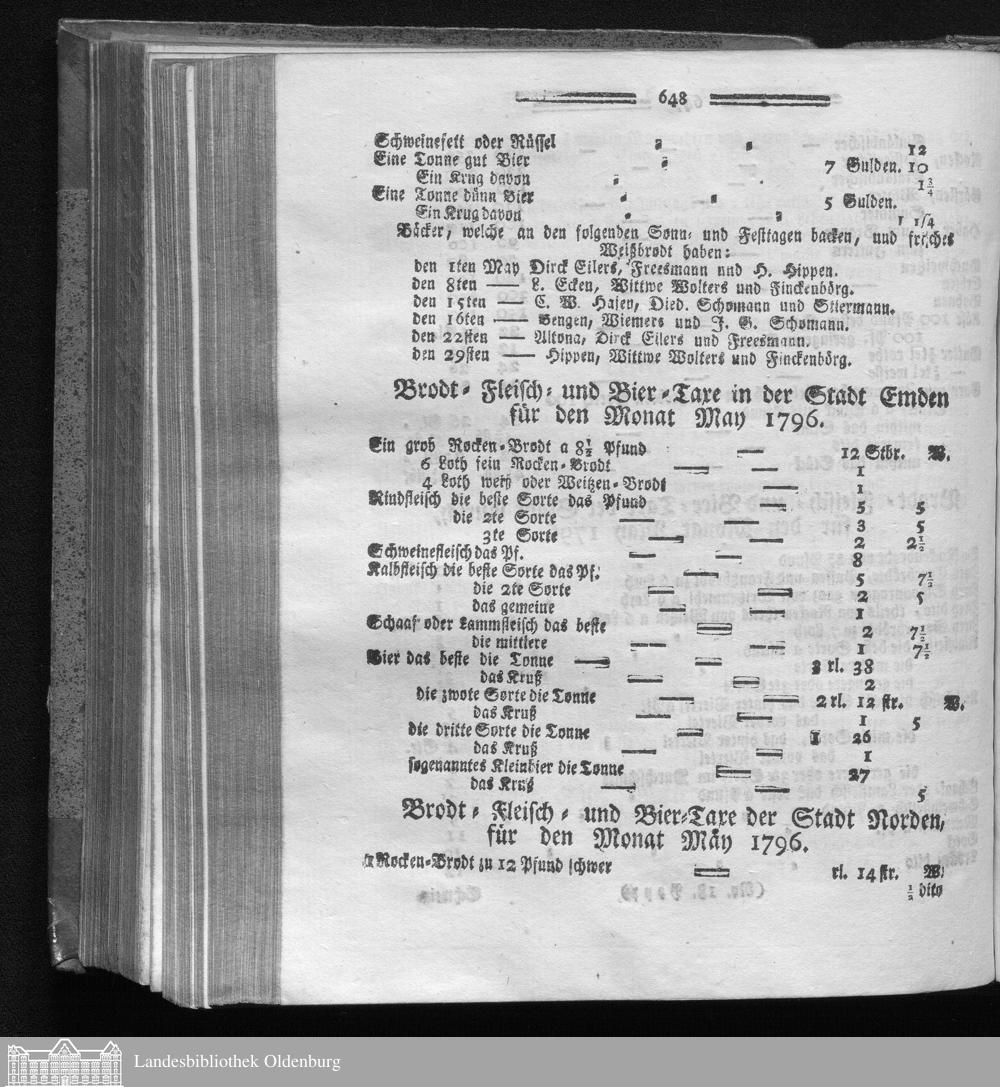 648
Schweinefett oder Rüssel 12
Eine Tonne gut Bier 7 Gulden. 10
Ein Krug davon 1 3/4
Eine Tonne dünn Bier 5 Gulden.
Ein Krug davon 1 1/4
Bäcker, welche an den folgenden Sonn- und Festtagen backen, und frisches
Weißbrodt haben:
den 1ten May Dirck Eilers, Freesmann und H. Hippen.
den 8ten —— L. Ecken, Wittwe Wolters und Finckenbörg.
den 15ten —— C. W. Hasen, Died. Schomann und Stiermann.
den 16ten —— Bengen, Wiemers und J. G. Schomann.
den 22sten —— Altona, Dirck Eilers und Freesmann.
den 29sten —— Hippen, Wittwe Wolters und Finckenbörg.
Brodt- Fleisch- und Bier-Taxe in der Stadt Emden
für den Monat May 1796.
Ein grob Rocken-Brodt a 8½ Pfund — 12 Stbr. W.
6 Loth fein Rocken-Brodt — — 1
4 Loth weiß oder Weitzen-Brodt — 1
Rindfleisch die beste Sorte das Pfund — 5 5
die 2te Sorte — — 3 5
3te Sorte — — 2 2½
Schweinefleisch das Pf. — — 8
Kalbfleisch die beste Sorte das Pf. — 5 7½
die 2te Sorte — — 2 5
das gemeine — — 1
Schaaf- oder Lammfleisch das beste — 2 7½
die mittlere — — 1 7½
Bier das beste die Tonne — — 3 rl. 38
das Kruß — — 2
die zwote Sorte die Tonne — — 2 rl. 12 str. W.
das Kruß — — 1 5
die dritte Sorte die Tonne — 1 26
das Kruß — — 1
sogenanntes Kleinbier die Tonne — 27
das Kruß — — 5
Brodt- Fleisch- und Bier-Taxe der Stadt Norden,
für den Monat May 1796.
Rocken-Brodt zu 12 Pfund schwer — rl. 14 str. W.
½ dito
Landesbibliothek Oldenburg